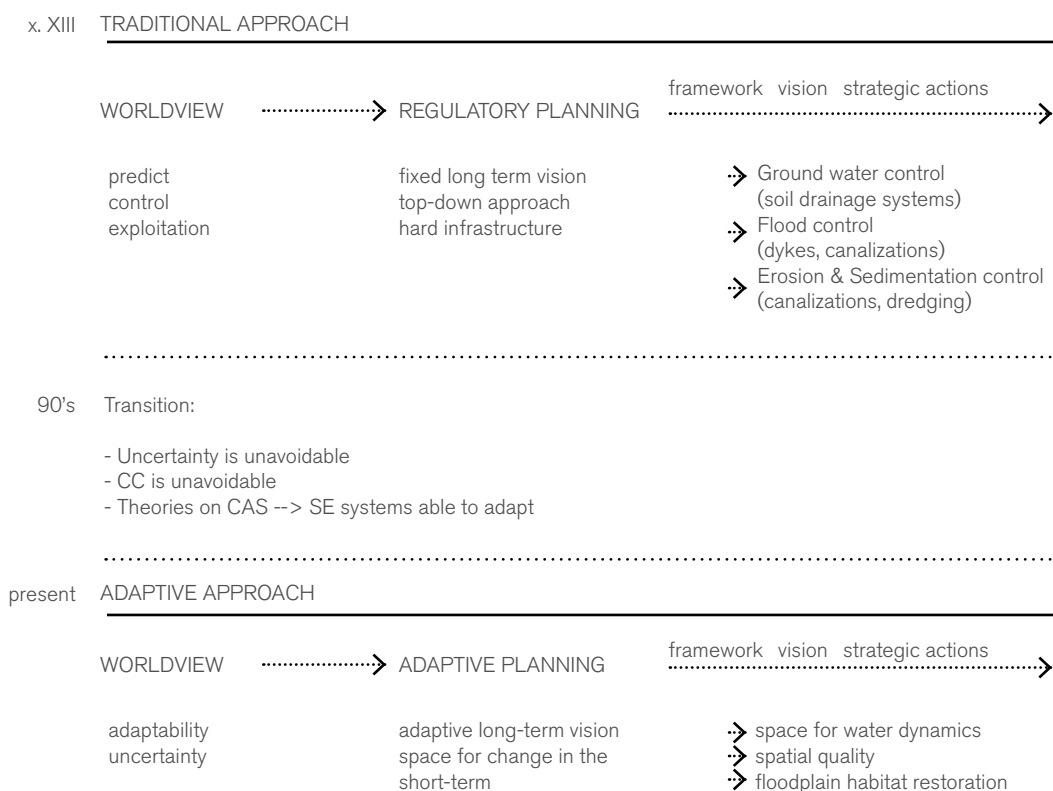 x. XIII TRADITIONAL APPROACH
WORLDVIEW REGULATORY PLANNING framework vision strategic actions
predict
control
exploitation
fixed long term vision
top-down approach
hard infrastructure
Ground water control
(soil drainage systems)
Flood control
(dykes, canalizations)
Erosion & Sedimentation control
(canalizations, dredging)
90's Transition:
- Uncertainty is unavoidable
- CC is unavoidable
- Theories on CAS --> SE systems able to adapt
present ADAPTIVE APPROACH
WORLDVIEW ADAPTIVE PLANNING framework vision strategic actions
adaptability
uncertainty
adaptive long-term vision
space for change in the
short-term
space for water dynamics
spatial quality
floodplain habitat restoration